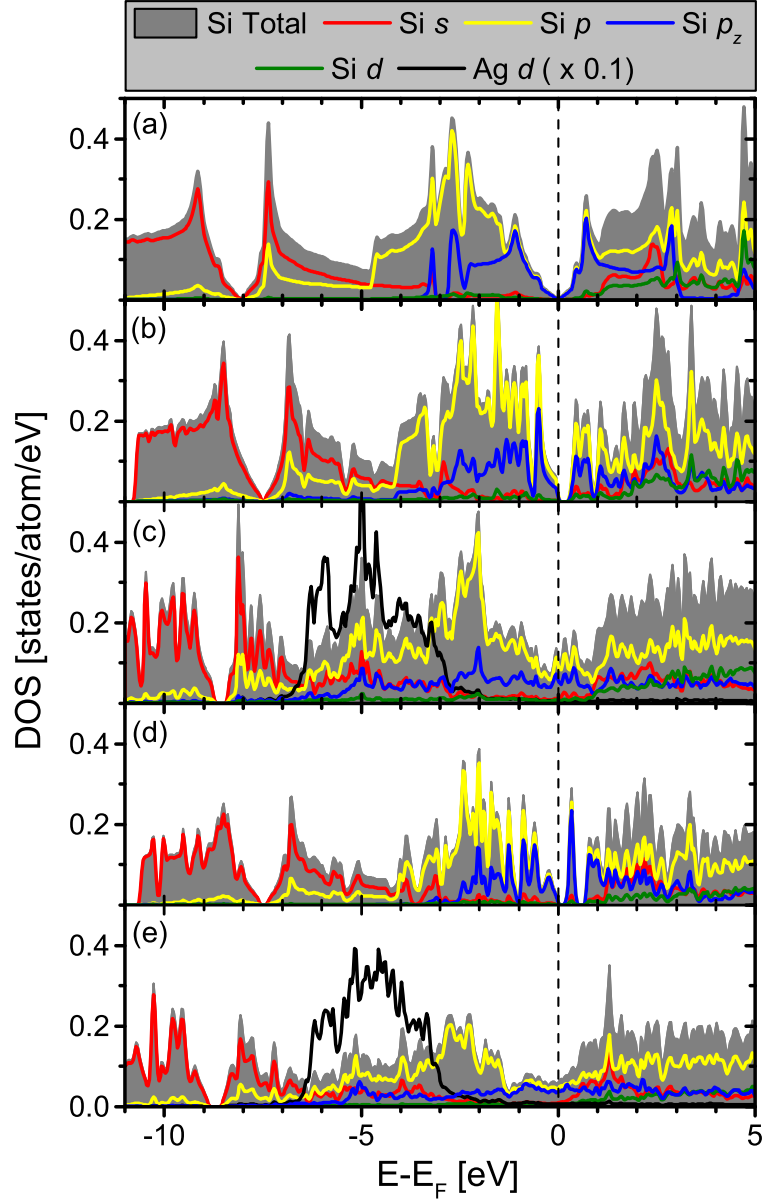 Si Total Si s Si p Si pz
Si d Ag d ( x 0.1)
(a)
0.4
0.2
(b)
0.4
0.2
(c)
0.4
0.2
(d)
0.4
0.2
(e)
0.4
0.2
0.0
DOS [states/atom/eV]
-10 -5 0 5
E-EF [eV]